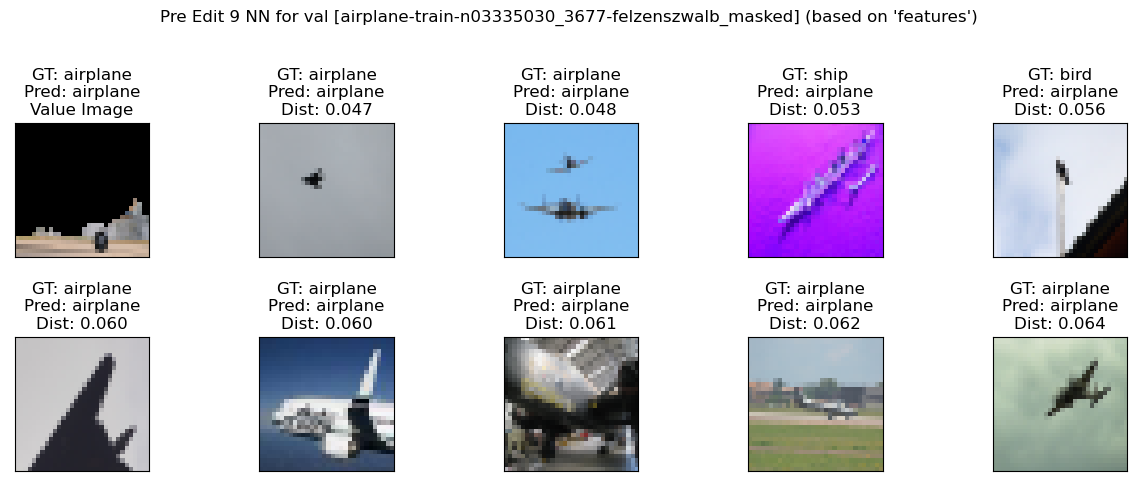 Pre Edit 9 NN for val [airplane-train-n03335030_3677-felzenszwalb_masked] (based on 'features')
GT: airplane
Pred: airplane
Value Image
GT: airplane
Pred: airplane
Dist: 0.047
GT: airplane
Pred: airplane
Dist: 0.048
GT: ship
Pred: airplane
Dist: 0.053
GT: bird
Pred: airplane
Dist: 0.056
GT: airplane
Pred: airplane
Dist: 0.060
GT: airplane
Pred: airplane
Dist: 0.060
GT: airplane
Pred: airplane
Dist: 0.061
GT: airplane
Pred: airplane
Dist: 0.062
GT: airplane
Pred: airplane
Dist: 0.064